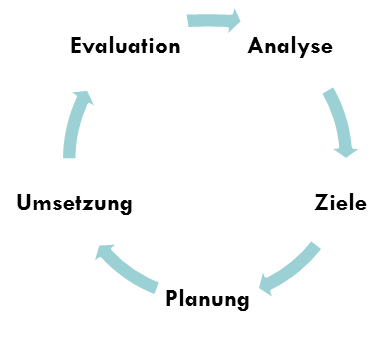 Evaluation
Analyse
Umsetzung
Ziele
Planung